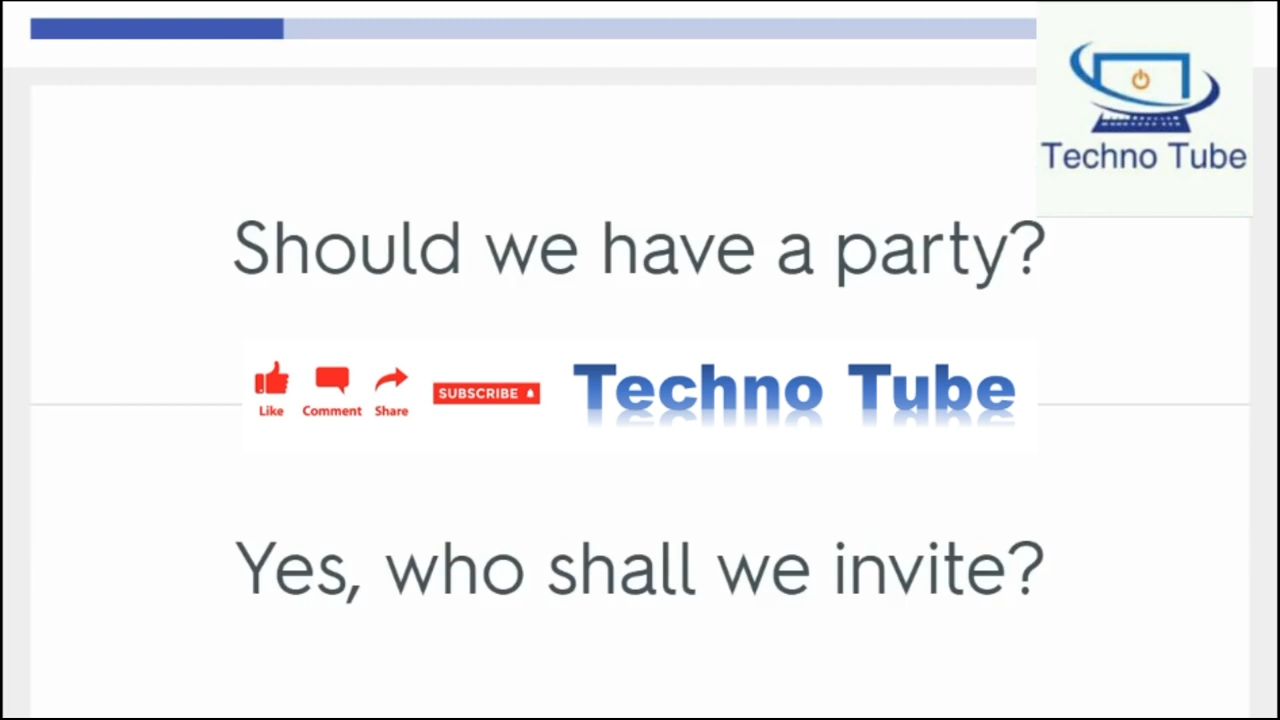 Techno Tube
Should we have a party?
Like Comment Share SUBSCRIBE Techno Tube
Yes, who shall we invite?